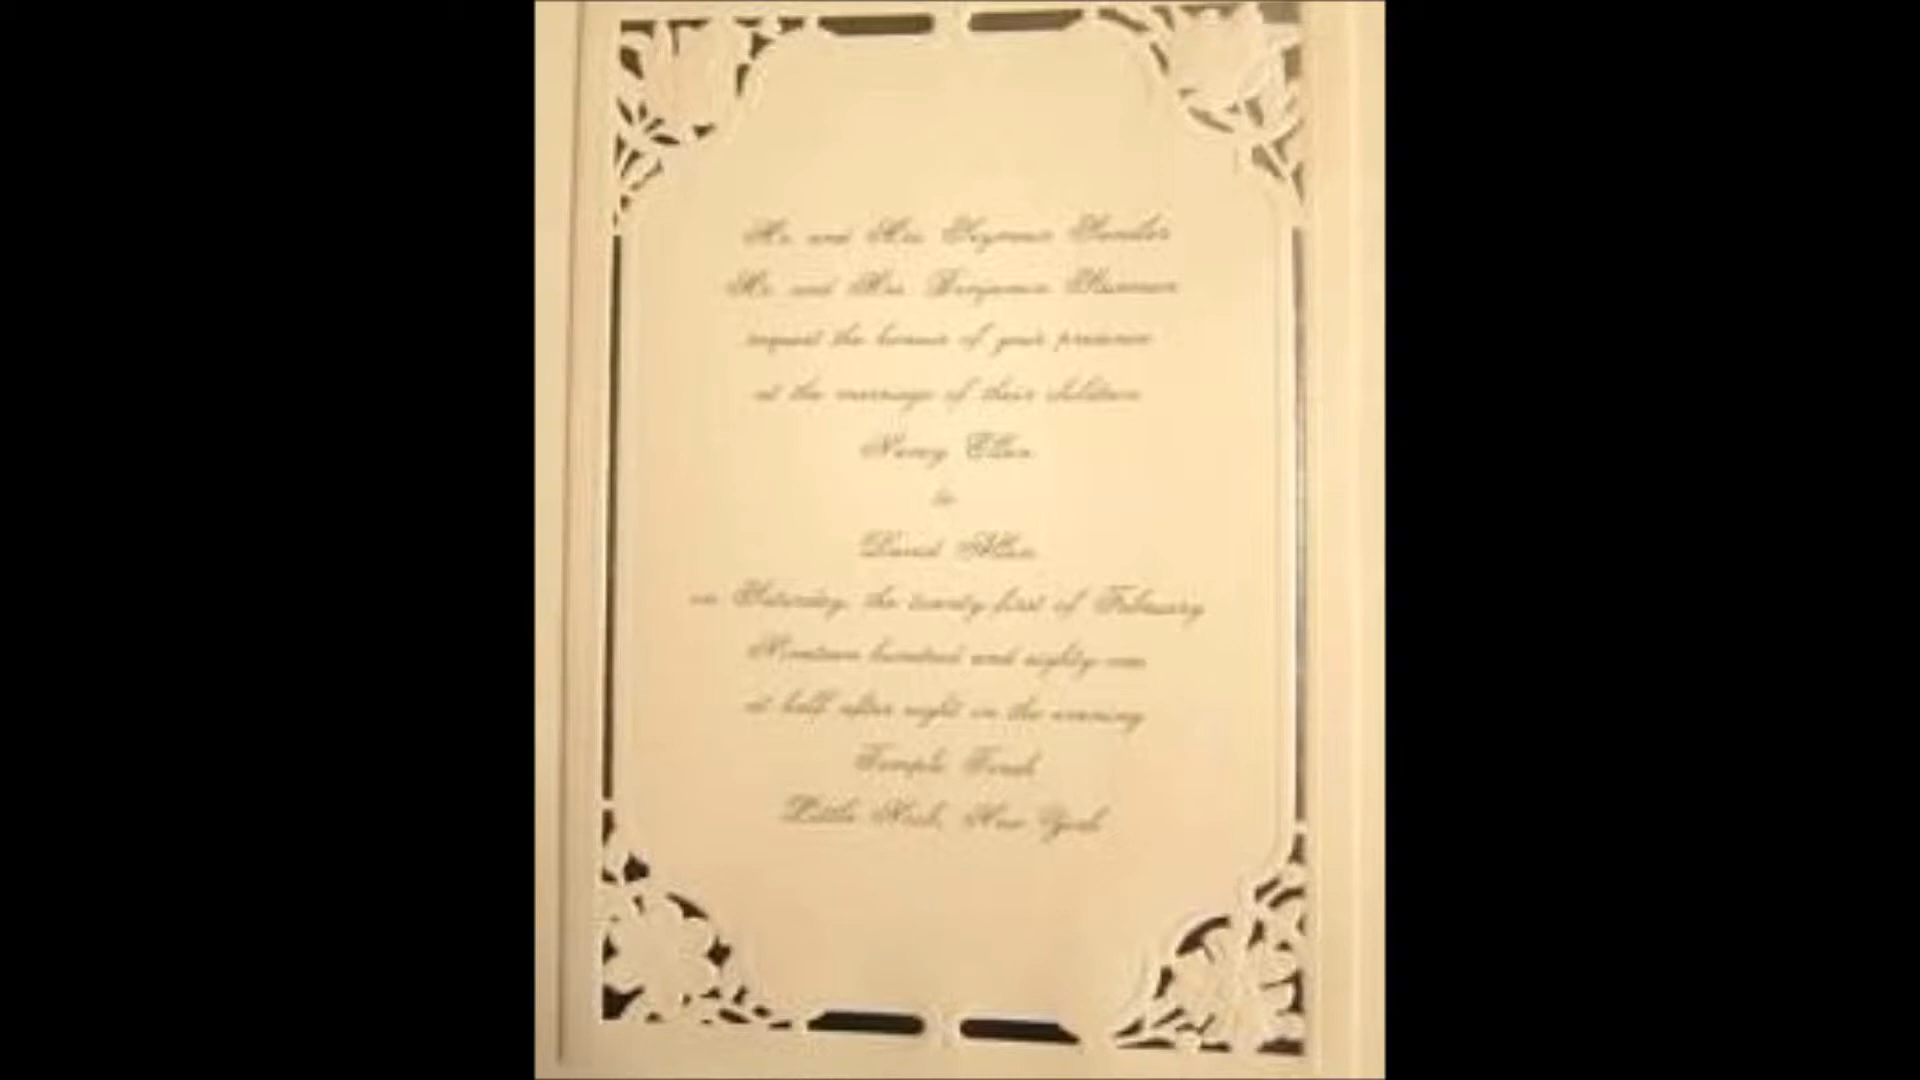 Mr. and Mrs. Seymour
Mr. and Mrs. Benjamin
request the honour of your presence
at the marriage of their children
Nancy Ellen
to
David Allen
on Saturday, the twenty first of February
Nineteen hundred and eighty-one
at half after eight in the evening
Temple Torah
Little Neck, New York